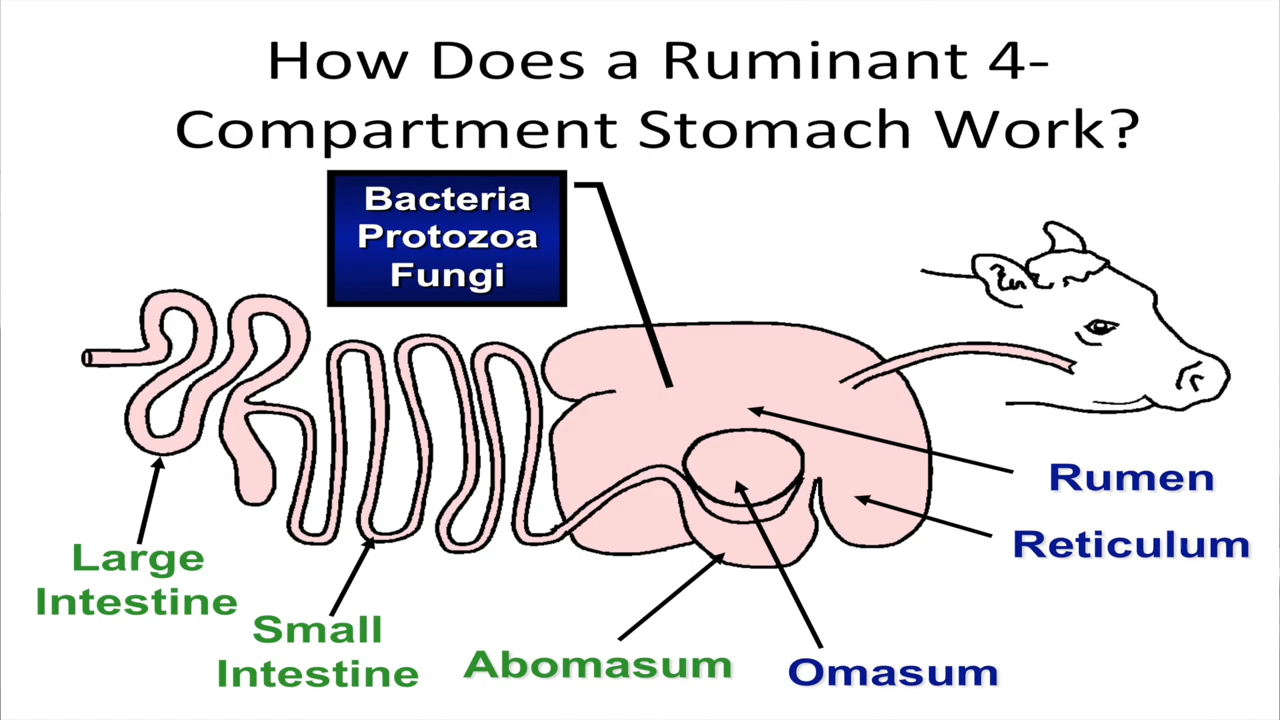 How Does a Ruminant 4-
Compartment Stomach Work?
Bacteria
Protozoa
Fungi
Rumen
Reticulum
Large
Intestine
Small
Intestine
Abomasum
Omasum